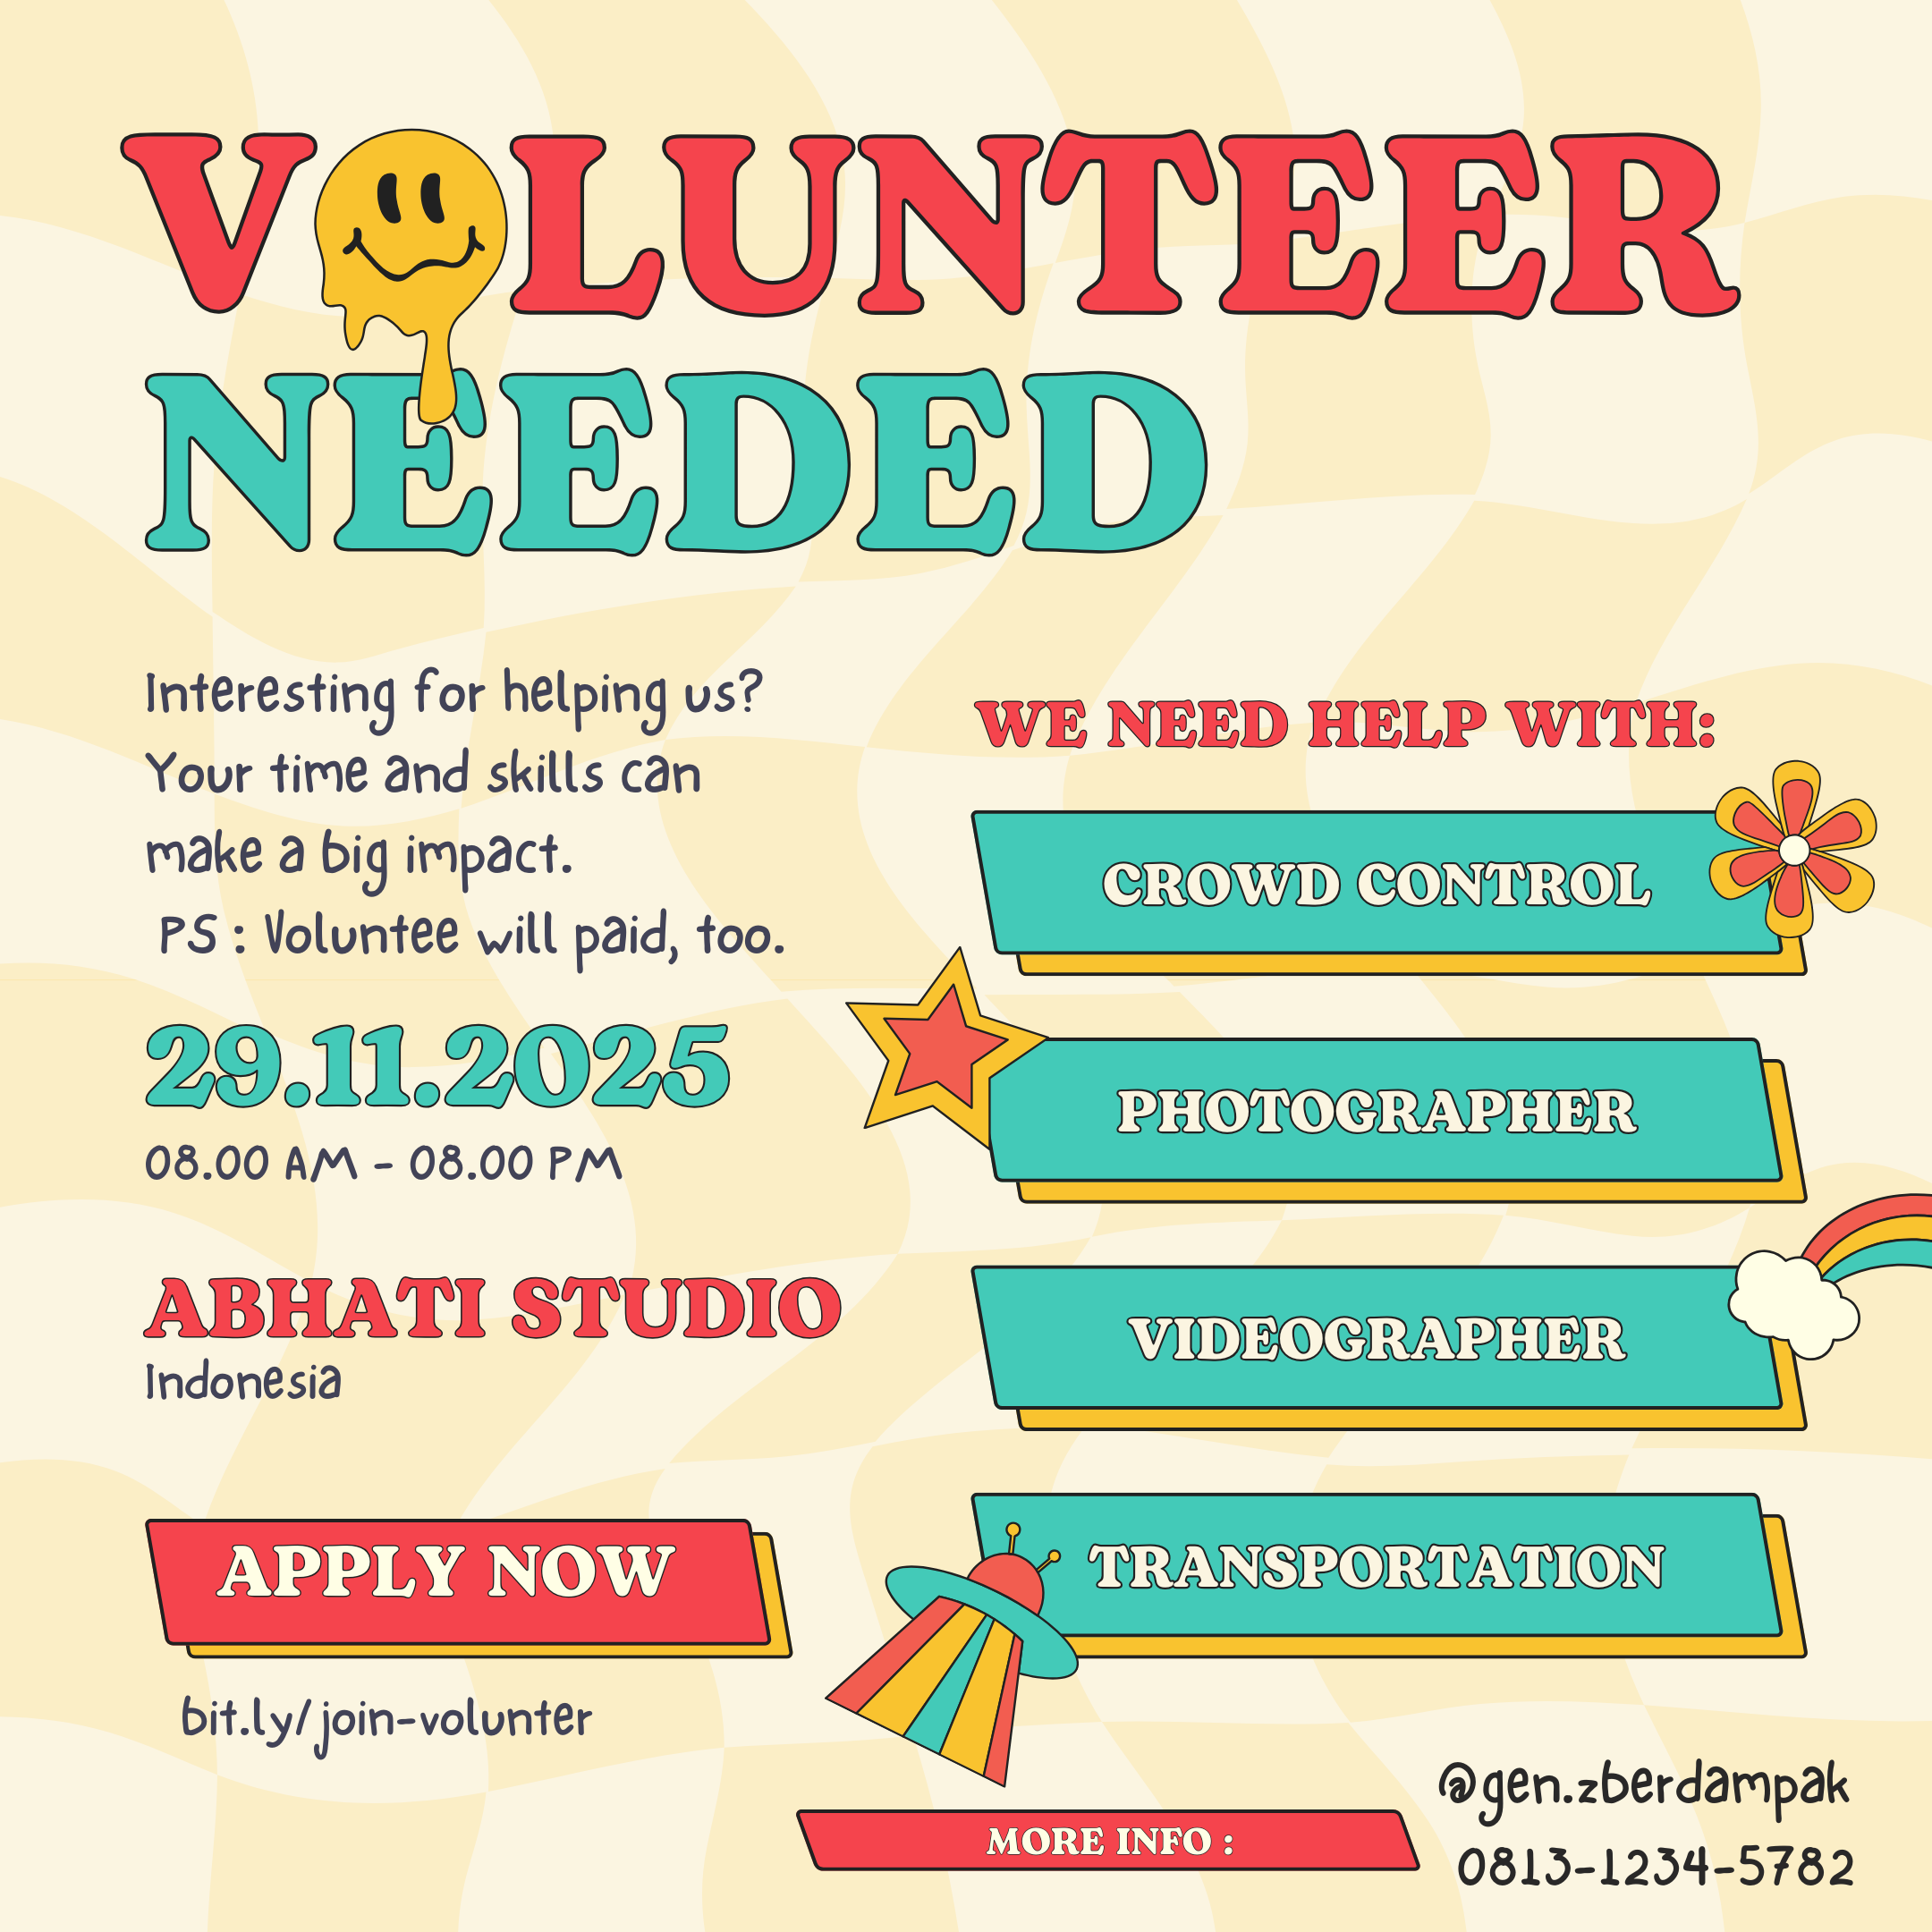 VOLUNTEER
NEEDED
Interesting for helping us?
Your time and skills can
make a big impact.
PS : Voluntee will paid, too.
29.11.2025
08.00 AM - 08.00 PM
ABHATI STUDIO
Indonesia
APPLY NOW
bit.ly/join-volunter
WE NEED HELP WITH:
CROWD CONTROL
PHOTOGRAPHER
VIDEOGRAPHER
TRANSPORTATION
MORE INFO :
@gen.zberdampak
0813-1234-5782